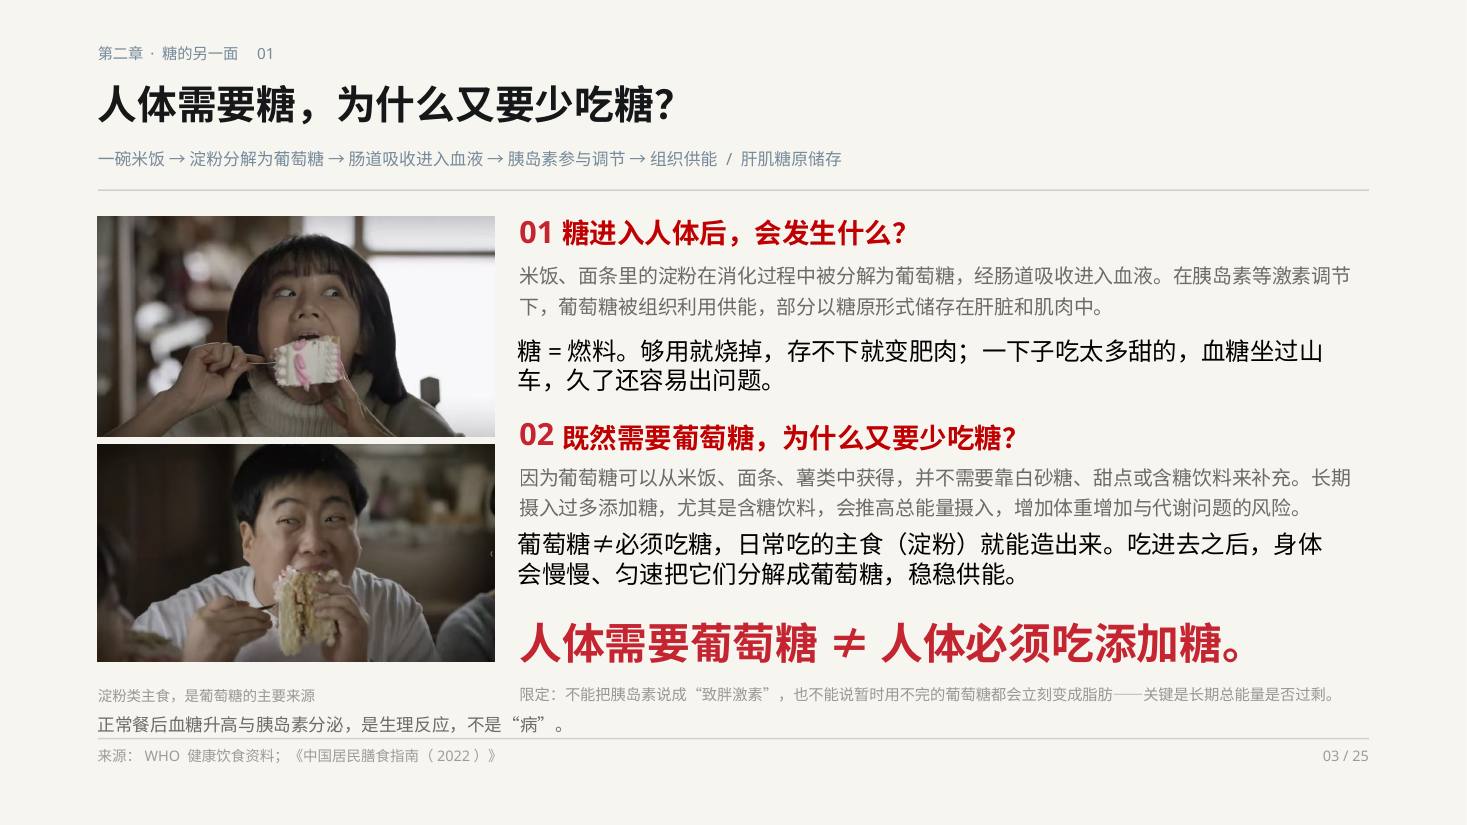 第二章 · 糖的另一面 01
人体需要糖，为什么又要少吃糖？
一碗米饭 → 淀粉分解为葡萄糖 → 肠道吸收进入血液 → 胰岛素参与调节 → 组织供能 / 肝肌糖原储存
01 糖进入人体后，会发生什么？
米饭、面条里的淀粉在消化过程中被分解为葡萄糖，经肠道吸收进入血液。在胰岛素等激素调节
下，葡萄糖被组织利用供能，部分以糖原形式储存在肝脏和肌肉中。
糖 = 燃料。够用就烧掉，存不下就变肥肉；一下子吃太多甜的，血糖坐过山
车，久了还容易出问题。
02 既然需要葡萄糖，为什么又要少吃糖？
因为葡萄糖可以从米饭、面条、薯类中获得，并不需要靠白砂糖、甜点或含糖饮料来补充。长期
摄入过多添加糖，尤其是含糖饮料，会推高总能量摄入，增加体重增加与代谢问题的风险。
葡萄糖≠必须吃糖，日常吃的主食（淀粉）就能造出来。吃进去之后，身体
会慢慢、匀速把它们分解成葡萄糖，稳稳供能。
人体需要葡萄糖 ≠ 人体必须吃添加糖。
淀粉类主食，是葡萄糖的主要来源
限定：不能把胰岛素说成“致胖激素”，也不能说暂时用不完的葡萄糖都会立刻变成脂肪——关键是长期总能量是否过剩。
正常餐后血糖升高与胰岛素分泌，是生理反应，不是“病”。
来源： WHO 健康饮食资料；《中国居民膳食指南（ 2022 ）》
03 / 25